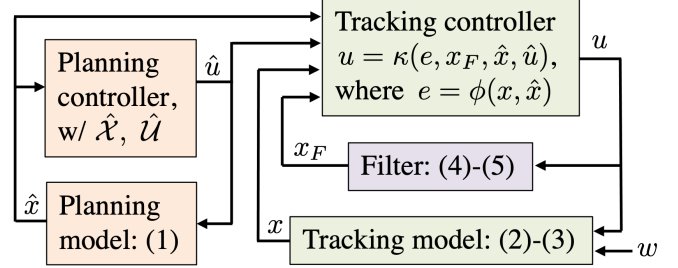 Planning
controller,
w/ 𝒳̂, 𝒰̂
û
Tracking controller
u = κ(e, x_F, x̂, û),
where e = ϕ(x, x̂)
u
x_F
Filter: (4)-(5)
x̂
Planning
model: (1)
x
Tracking model: (2)-(3)
w